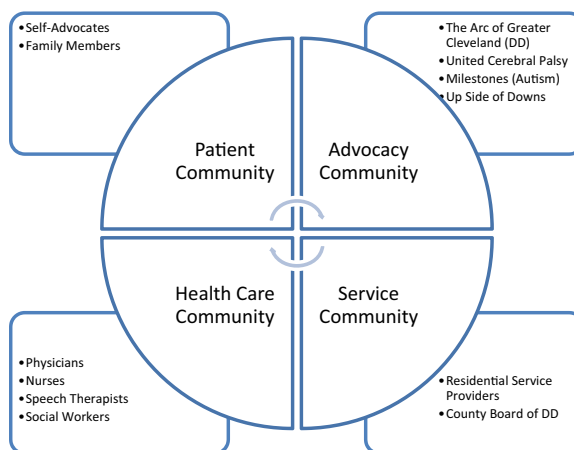 •Self-Advocates
•Family Members
•The Arc of Greater
Cleveland (DD)
•United Cerebral Palsy
•Milestones (Autism)
•Up Side of Downs
Patient
Community
Advocacy
Community
Health Care
Community
Service
Community
•Physicians
•Nurses
•Speech Therapists
•Social Workers
•Residential Service
Providers
•County Board of DD